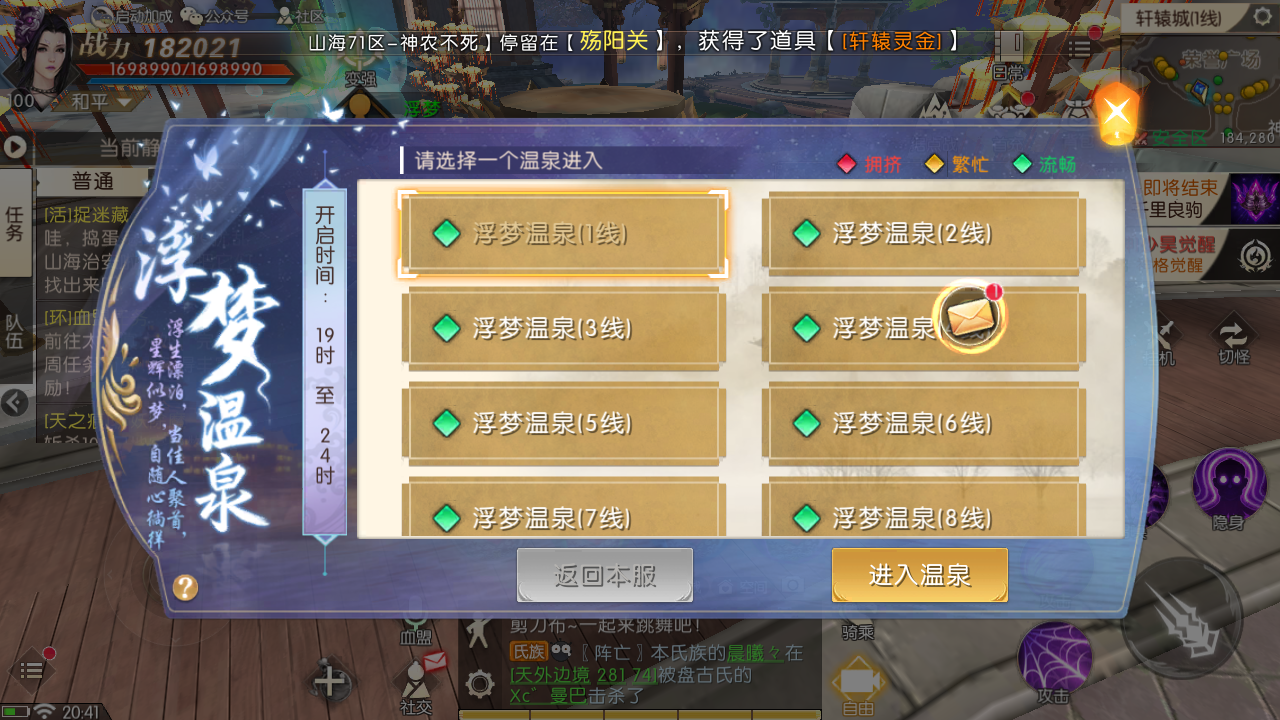 启动加成 公众号 社区
战力 182021
1698990/1698990
100 和平
变强
山海71区-神农不死】停留在【殇阳关】，获得了道具【[轩辕灵金]】
日常
轩辕城(1线)
荣誉广场
安全区 184,280
浮梦
当前静
普通
任务
队伍
[活]捉迷藏
哇，捣蛋
山海治安
找出来
[环]血
前往太
周任务
励！
[天之
浮梦温泉
浮生漂泊，当佳人聚首，
星辉似梦，自随心徜徉
开启时间： 19时 至 24时
请选择一个温泉进入
拥挤 繁忙 流畅
浮梦温泉(1线)
浮梦温泉(2线)
浮梦温泉(3线)
浮梦温泉
浮梦温泉(5线)
浮梦温泉(6线)
浮梦温泉(7线)
浮梦温泉(8线)
返回本服
进入温泉
?
即将结束
千里良驹
少昊觉醒
格觉醒
切怪
隐身
攻击
血盟
社交
剪刀布~一起来跳舞吧！
氏族 〖阵亡〗本氏族的晨曦々在
[天外边境 281 74]被盘古氏的
Xc゛曼巴击杀了
骑乘
自由
20:41